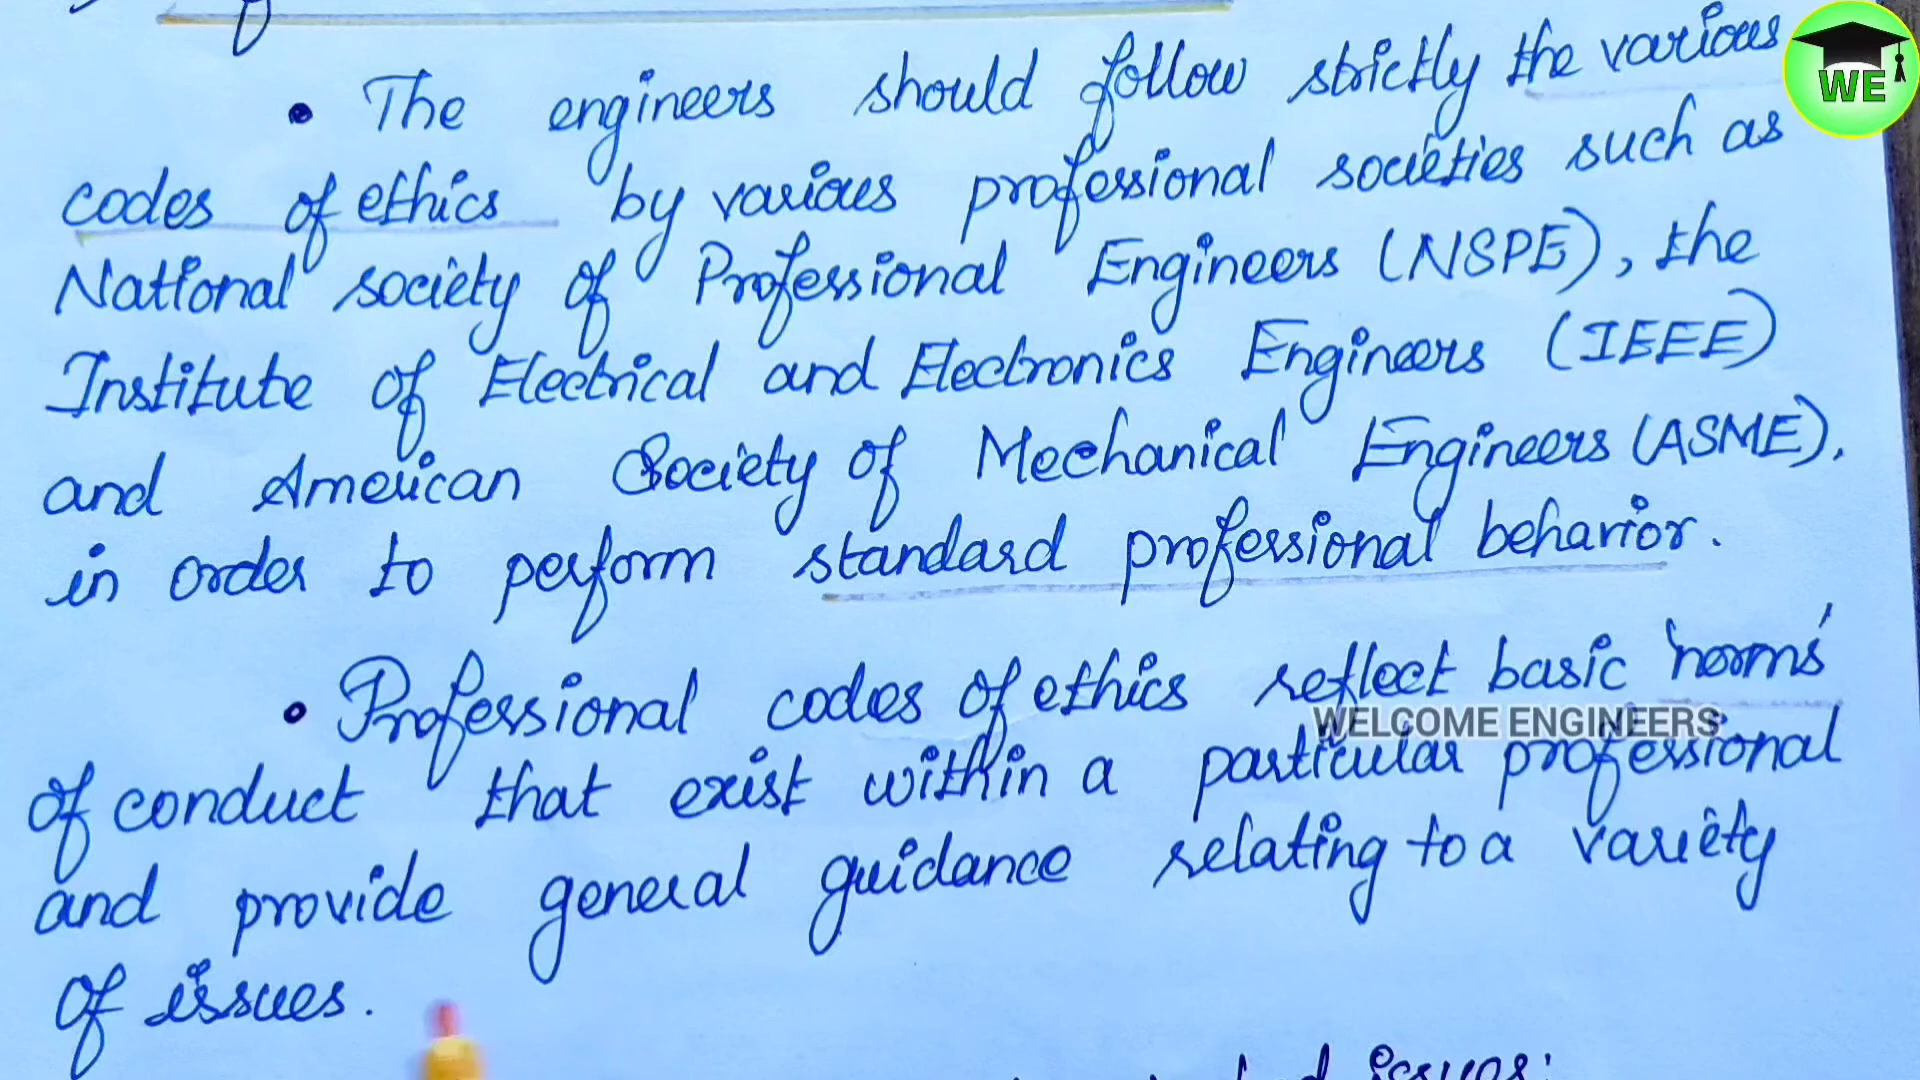 • The engineers should follow strictly the various
WE
codes of ethics by various professional societies such as
National society of Professional Engineers (NSPE), the
Institute of Electrical and Electronics Engineers (IEEE)
and American Society of Mechanical Engineers (ASME).
in order to perform standard professional behavior.
• Professional codes of ethics reflect basic 'norms'
WELCOME ENGINEERS
of conduct that exist within a particular professional
and provide general guidance relating to a variety
of issues.
issues: